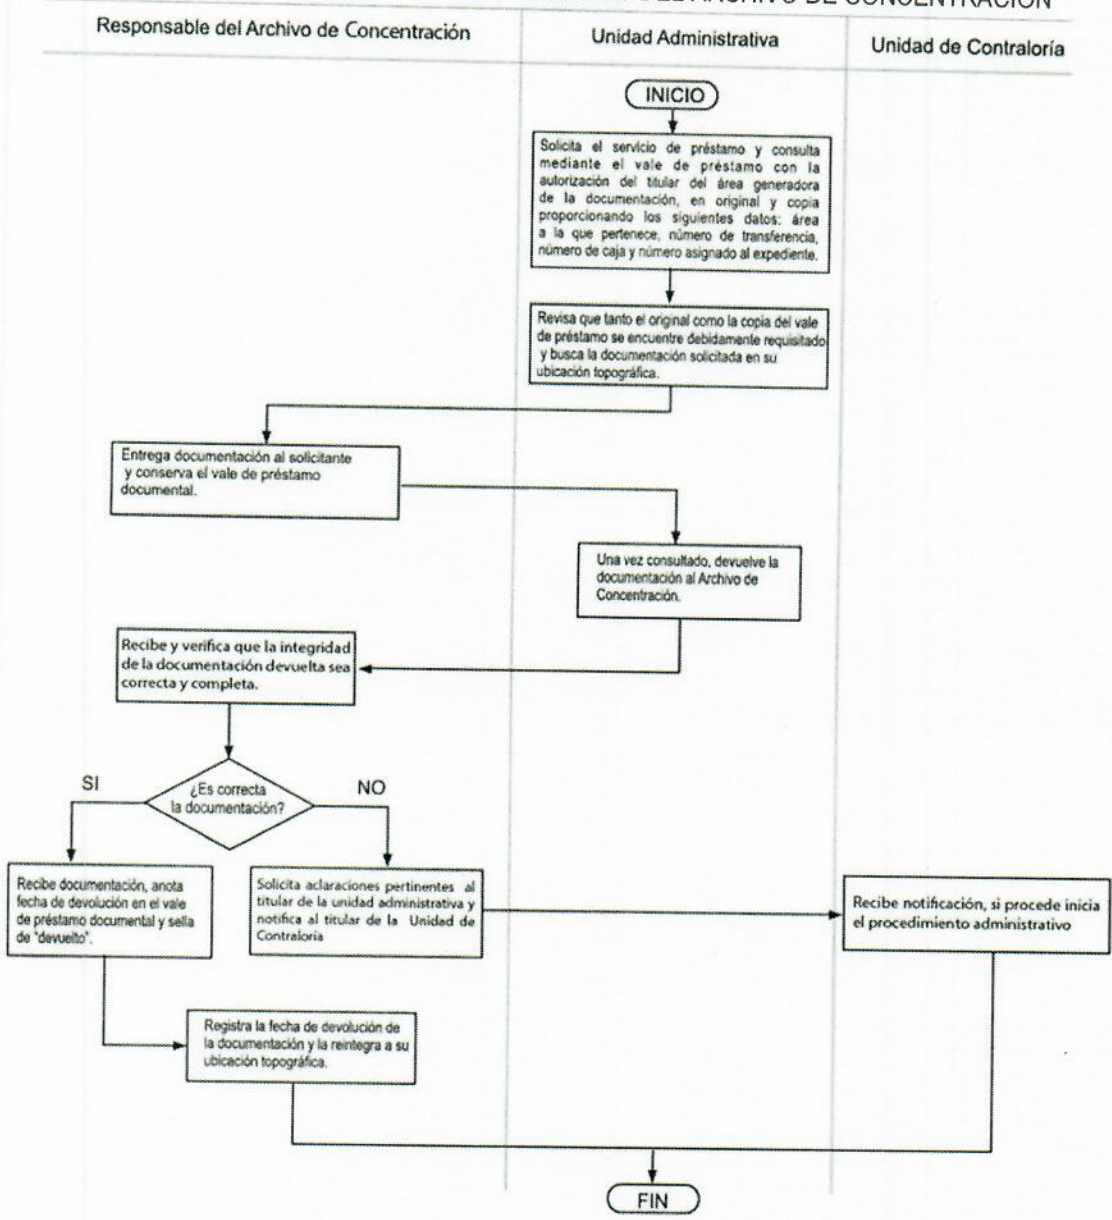 DEL ARCHIVO DE CONCENTRACIÓN
Responsable del Archivo de Concentración
Unidad Administrativa
Unidad de Contraloría
INICIO
Solicita el servicio de préstamo y consulta
mediante el vale de préstamo con la
autorización del titular del área generadora
de la documentación, en original y copia
proporcionando los siguientes datos: área
a la que pertenece, número de transferencia,
número de caja y número asignado al expediente.
Revisa que tanto el original como la copia del vale
de préstamo se encuentre debidamente requisitado
y busca la documentación solicitada en su
ubicación topográfica.
Entrega documentación al solicitante
y conserva el vale de préstamo
documental.
Una vez consultado, devuelve la
documentación al Archivo de
Concentración.
Recibe y verifica que la integridad
de la documentación devuelta sea
correcta y completa.
¿Es correcta
la documentación?
SI
NO
Recibe documentación, anota
fecha de devolución en el vale
de préstamo documental y sella
de "devuelto".
Solicita aclaraciones pertinentes al
titular de la unidad administrativa y
notifica al titular de la Unidad de
Contraloría
Recibe notificación, si procede inicia
el procedimiento administrativo
Registra la fecha de devolución de
la documentación y la reintegra a su
ubicación topográfica.
FIN